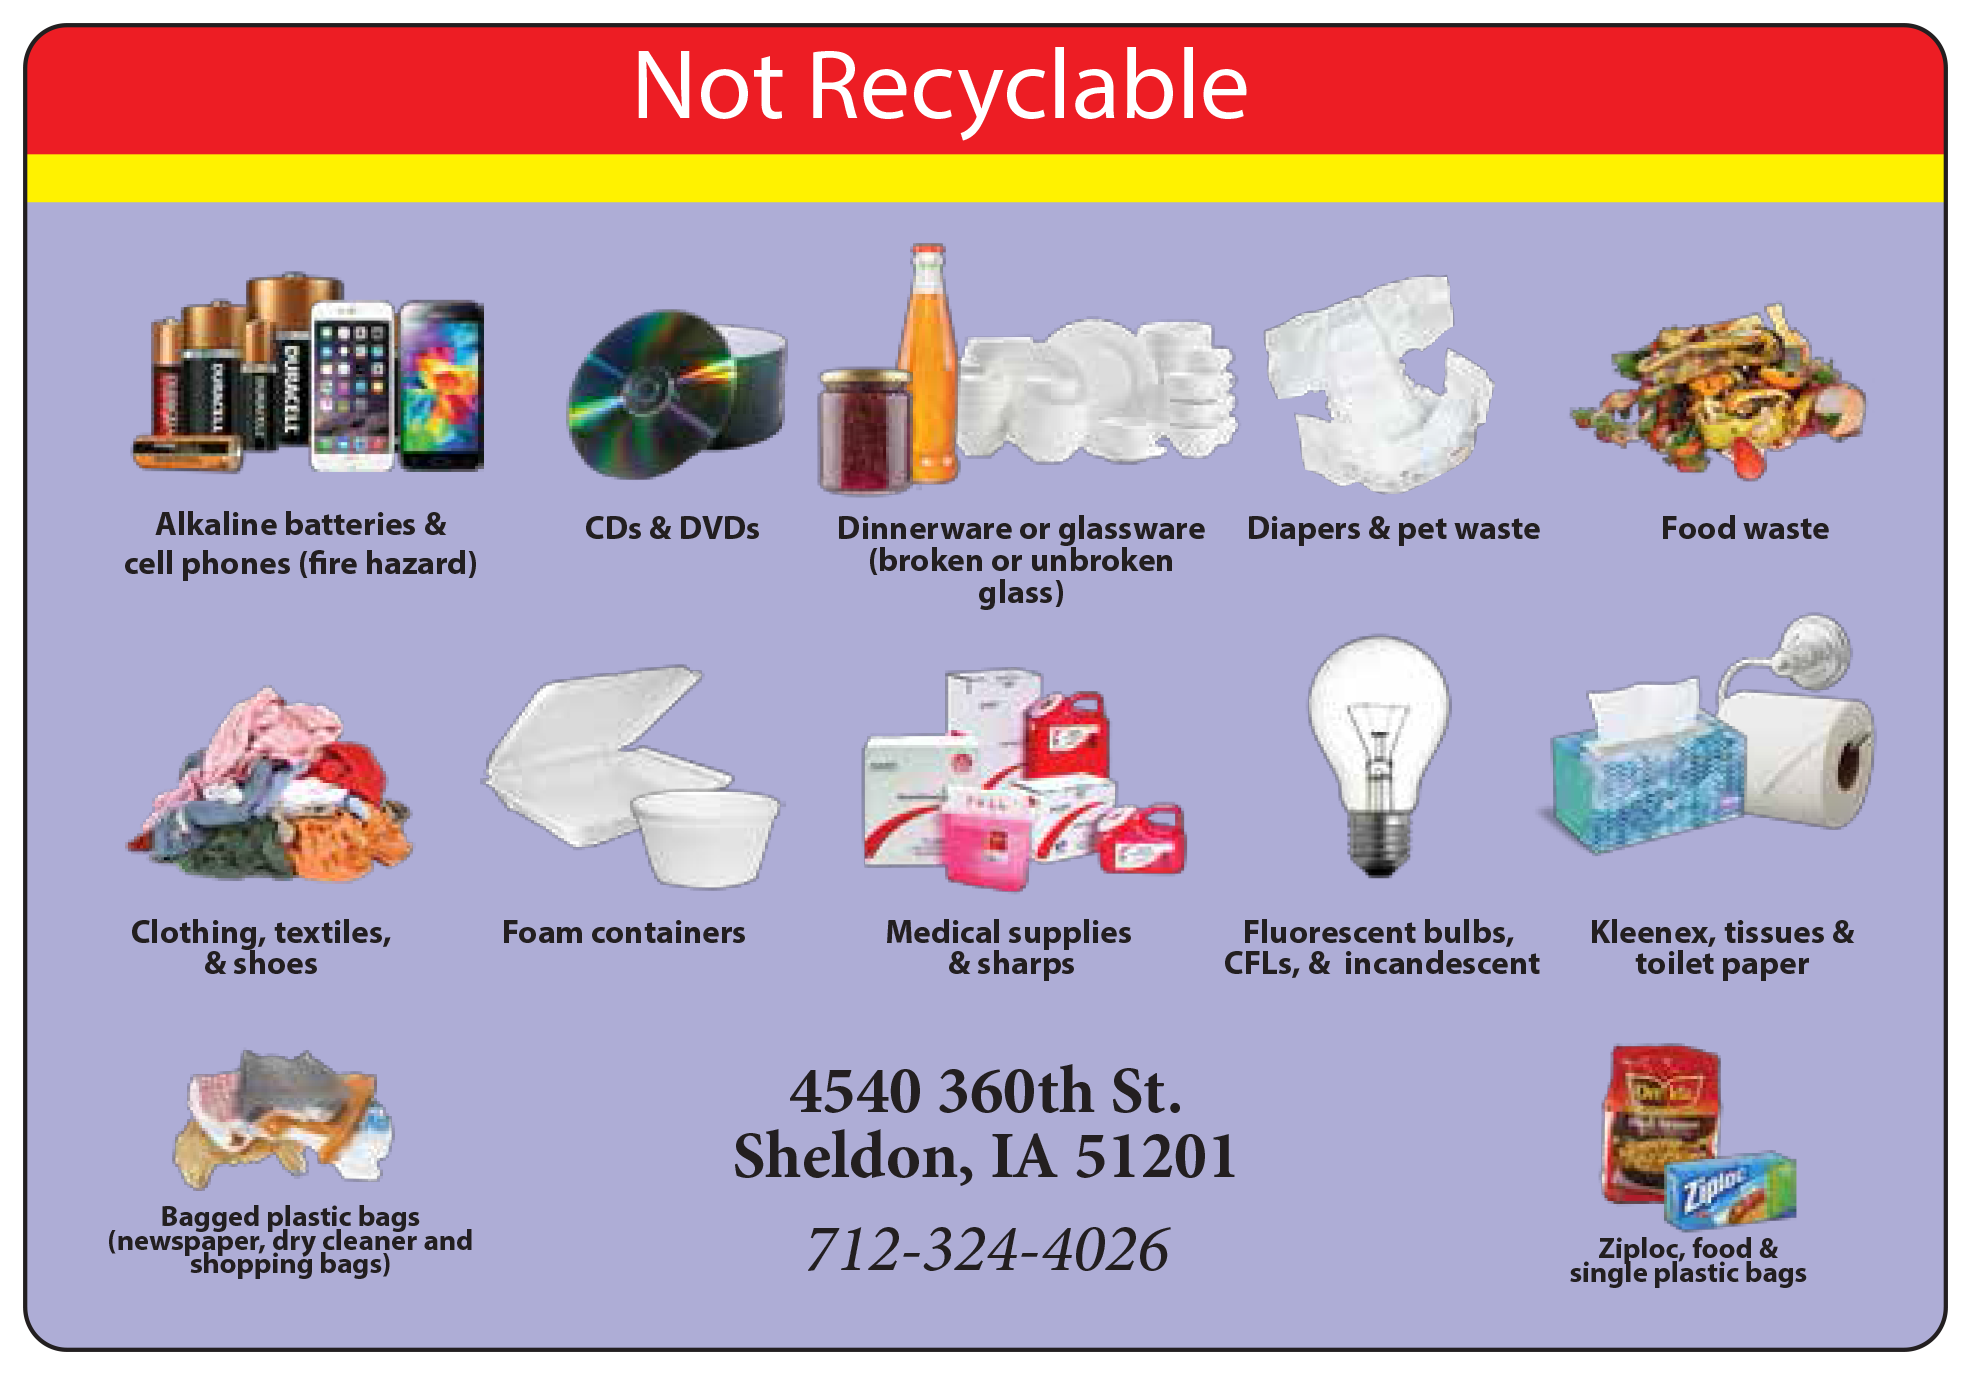 Not Recyclable
DURACELL
DURACELL
Alkaline batteries &
cell phones (fire hazard)
CDs & DVDs
Dinnerware or glassware
(broken or unbroken
glass)
Diapers & pet waste
Food waste
Clothing, textiles,
& shoes
Foam containers
Medical supplies
& sharps
Fluorescent bulbs,
CFLs, &  incandescent
Kleenex, tissues &
toilet paper
Bagged plastic bags
(newspaper, dry cleaner and
shopping bags)
4540 360th St.
Sheldon, IA 51201
712-324-4026
Ziploc
Ziploc, food &
single plastic bags